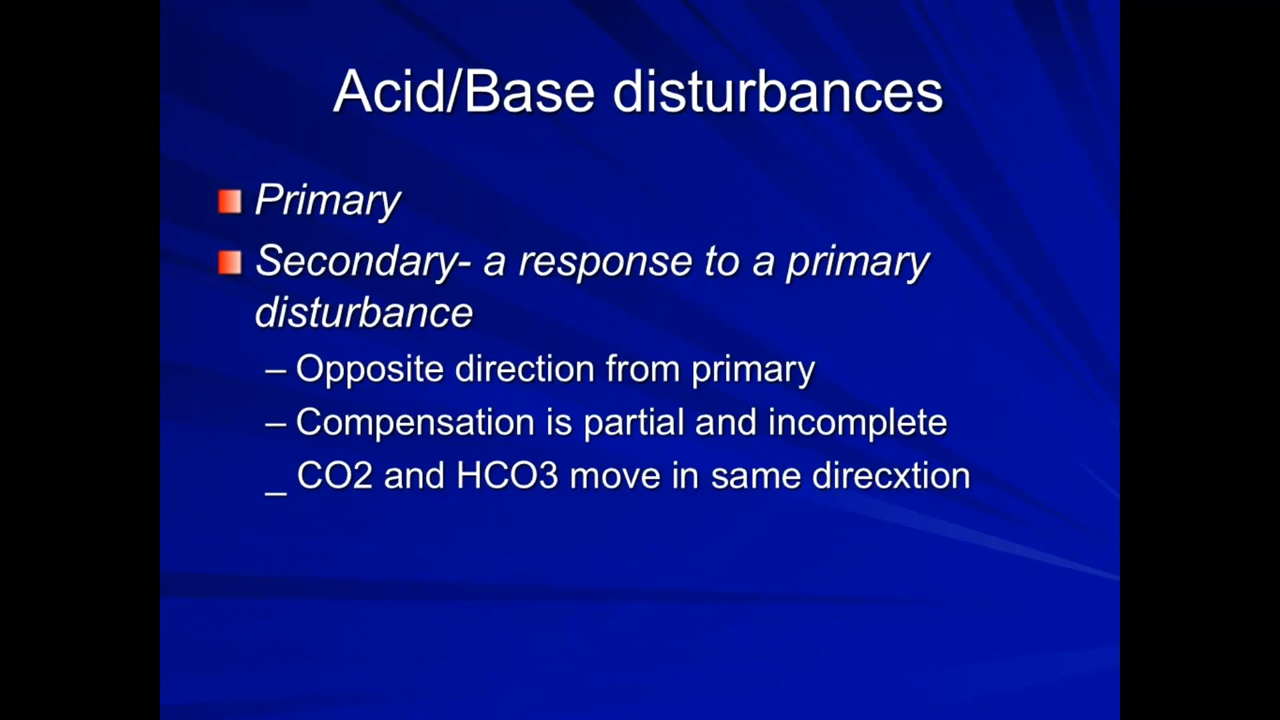 Acid/Base disturbances
Primary
Secondary- a response to a primary
disturbance
– Opposite direction from primary
– Compensation is partial and incomplete
_ CO2 and HCO3 move in same direcxtion